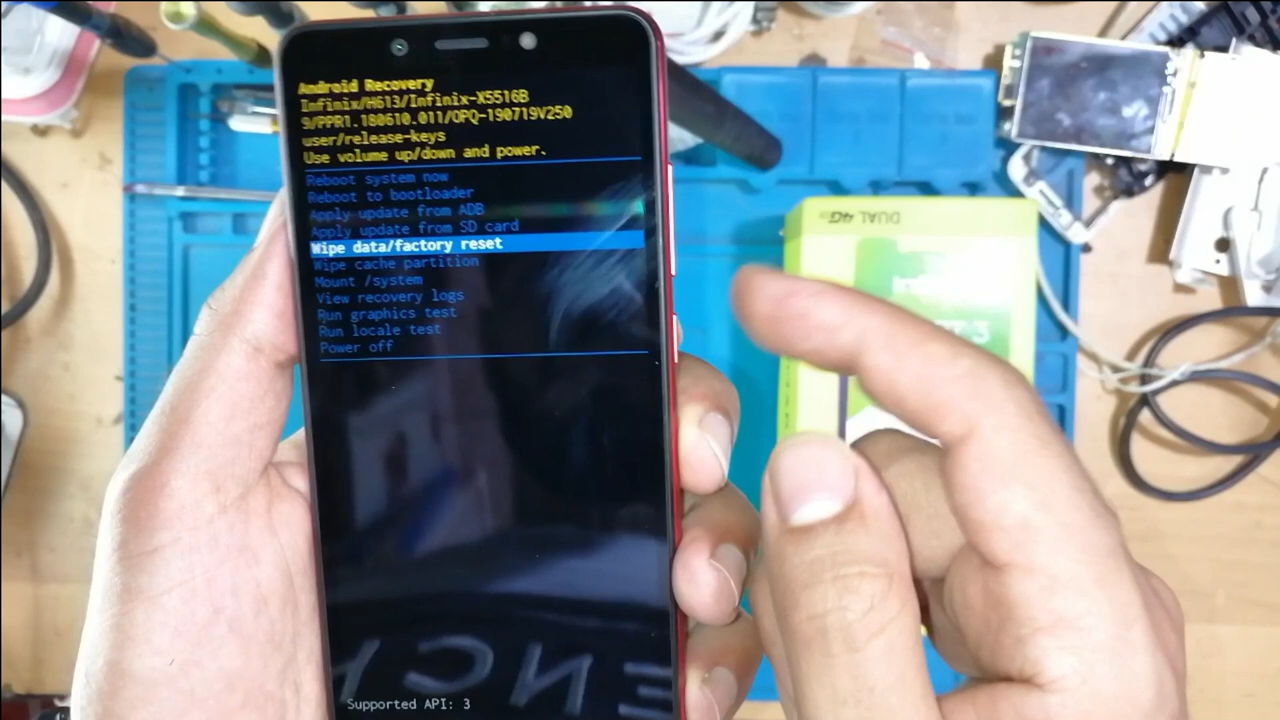 Android Recovery
Infinix/H613/Infinix-X5516B
9/PPR1.180610.011/OPQ-190719V250
user/release-keys
Use volume up/down and power.
Reboot system now
Reboot to bootloader
Apply update from ADB
Apply update from SD card
Wipe data/factory reset
Wipe cache partition
Mount /system
View recovery logs
Run graphics test
Run locale test
Power off
Supported API: 3
DUAL 4G